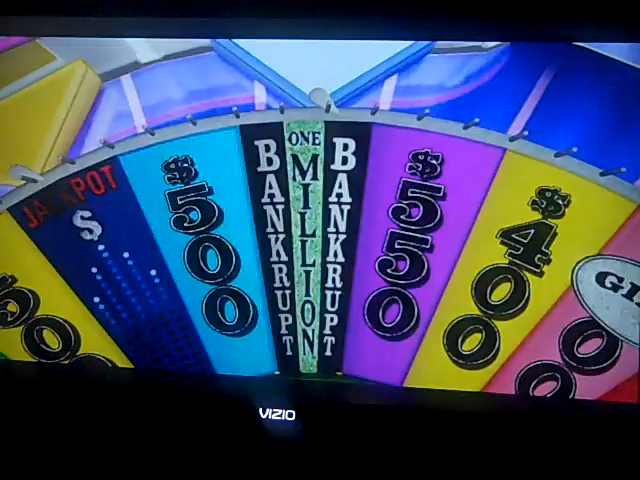 JACKPOT
$
$500
BANKRUPT
ONE MILLION
BANKRUPT
$550
$400
VIZIO